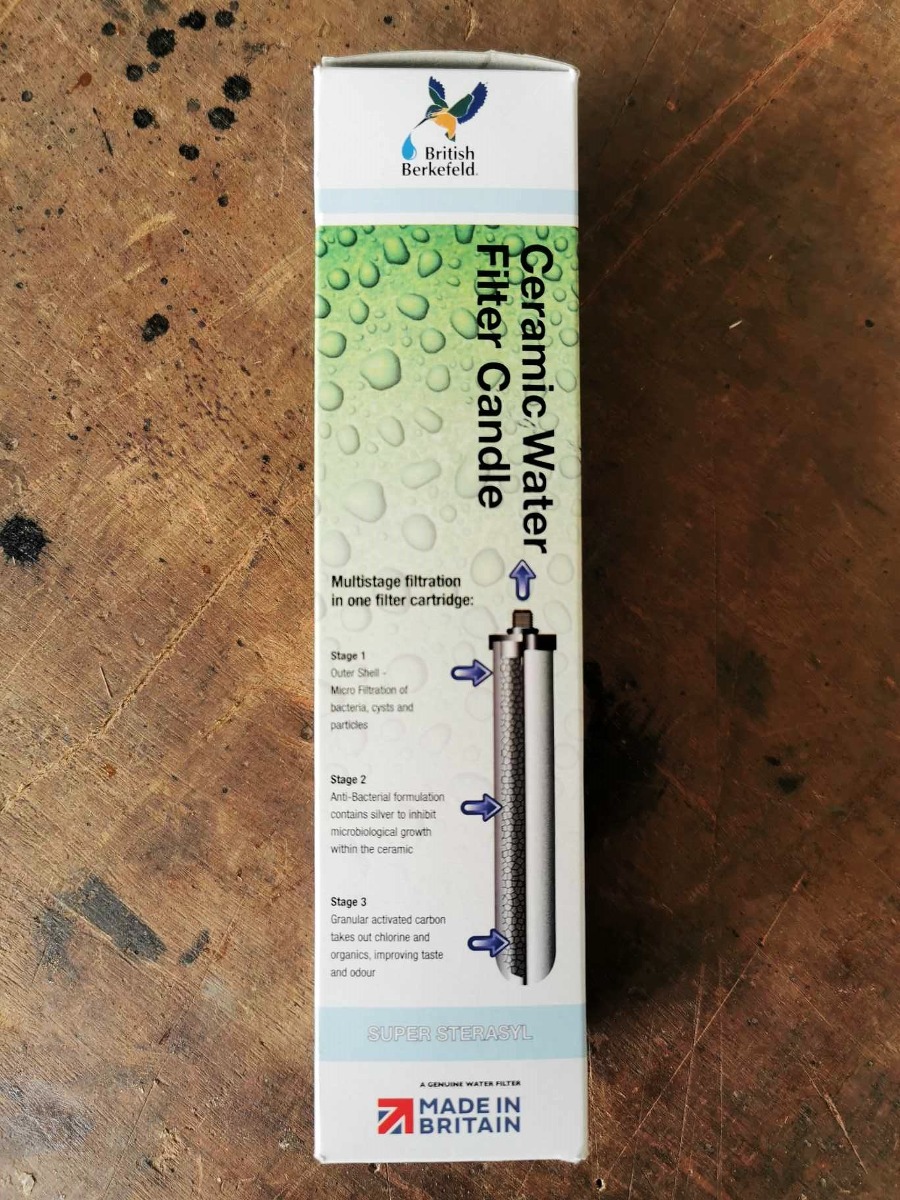 British
Berkefeld
Ceramic Water
Filter Candle
Multistage filtration
in one filter cartridge:
Stage 1
Outer Shell -
Micro Filtration of
bacteria, cysts and
particles
Stage 2
Anti-Bacterial formulation
contains silver to inhibit
microbiological growth
within the ceramic
Stage 3
Granular activated carbon
takes out chlorine and
organics, improving taste
and odour
SUPER STERASYL
A GENUINE WATER FILTER
MADE IN
BRITAIN